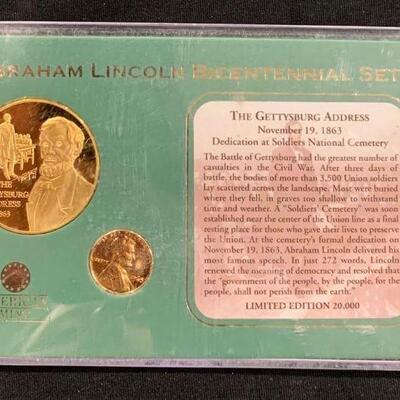 BRAHAM LINCOLN BICENTENNIAL SET
THE GETTYSBURG ADDRESS
November 19, 1863
Dedication at Soldiers National Cemetery
The Battle of Gettysburg had the greatest number of
casualties in the Civil War. After three days of
battle, the bodies of more than 3,500 Union soldiers
lay scattered across the landscape. Most were buried
where they fell, in graves too shallow to withstand
time and weather. A "Soldiers' Cemetery" was soon
established near the center of the Union line as a final
resting place for those who gave their lives to preserve
the Union. At the cemetery's formal dedication on
November 19, 1863, Abraham Lincoln delivered his
most famous speech. In just 272 words, Lincoln
renewed the meaning of democracy and resolved that
the "government of the people, by the people, for the
people, shall not perish from the earth."
LIMITED EDITION 20,000
THE
GETTYSBURG
DDRESS
1863
MERICAN
MINT